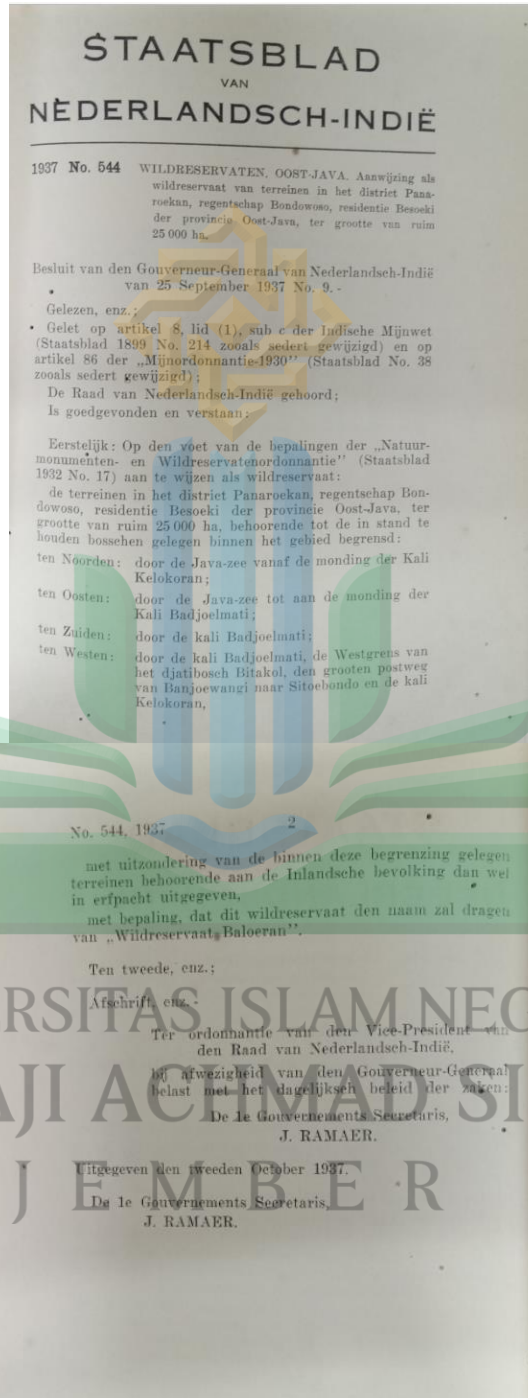 STAATSBLAD
VAN
NEDERLANDSCH-INDIË
1937 No. 544 WILDRESERVATEN. OOST-JAVA. Aanwijzing als
wildreservaat van terreinen in het district Pana-
roekan, regentschap Bondowoso, residentie Besoeki
der provincie Oost-Java, ter grootte van ruim
25 000 ha.
Besluit van den Gouverneur-Generaal van Nederlandsch-Indië
van 25 September 1937 No. 9. -
Gelezen, enz.;
Gelet op artikel 8, lid (1), sub c der Indische Mijnwet
(Staatsblad 1899 No. 214 zooals sedert gewijzigd) en op
artikel 86 der „Mijnordonnantie-1930" (Staatsblad No. 38
zooals sedert gewijzigd);
De Raad van Nederlandsch-Indië gehoord;
Is goedgevonden en verstaan:
Eerstelijk: Op den voet van de bepalingen der „Natuur-
monumenten- en Wildreservatenordonnantie" (Staatsblad
1932 No. 17) aan te wijzen als wildreservaat:
de terreinen in het district Panaroekan, regentschap Bon-
dowoso, residentie Besoeki der provincie Oost-Java, ter
grootte van ruim 25 000 ha, behoorende tot de in stand te
houden bosschen gelegen binnen het gebied begrensd:
ten Noorden: door de Java-zee vanaf de monding der Kali
Kelokoran;
ten Oosten: door de Java-zee tot aan de monding der
Kali Badjoelmati;
ten Zuiden: door de kali Badjoelmati;
ten Westen: door de kali Badjoelmati, de Westgrens van
het djatibosch Bitakol, den grooten postweg
van Banjoewangi naar Sitoebondo en de kali
Kelokoran,
No. 544, 1937 2
met uitzondering van de binnen deze begrenzing gelegen
terreinen behoorende aan de Inlandsche bevolking dan wel
in erfpacht uitgegeven,
met bepaling, dat dit wildreservaat den naam zal dragen
van „Wildreservaat Baloeran".
Ten tweede, enz.;
Afschrift, enz. -
Ter ordonnantie van den Vice-President van
den Raad van Nederlandsch-Indië,
bij afwezigheid van den Gouverneur-Generaal
belast met het dagelijksch beleid der zaken:
De 1e Gouvernements Secretaris,
J. RAMAER.
Uitgegeven den tweeden October 1937.
De 1e Gouvernements Secretaris,
J. RAMAER.
RSITAS ISLAM NEG
AJI ACHMAD SI
J E M B E R